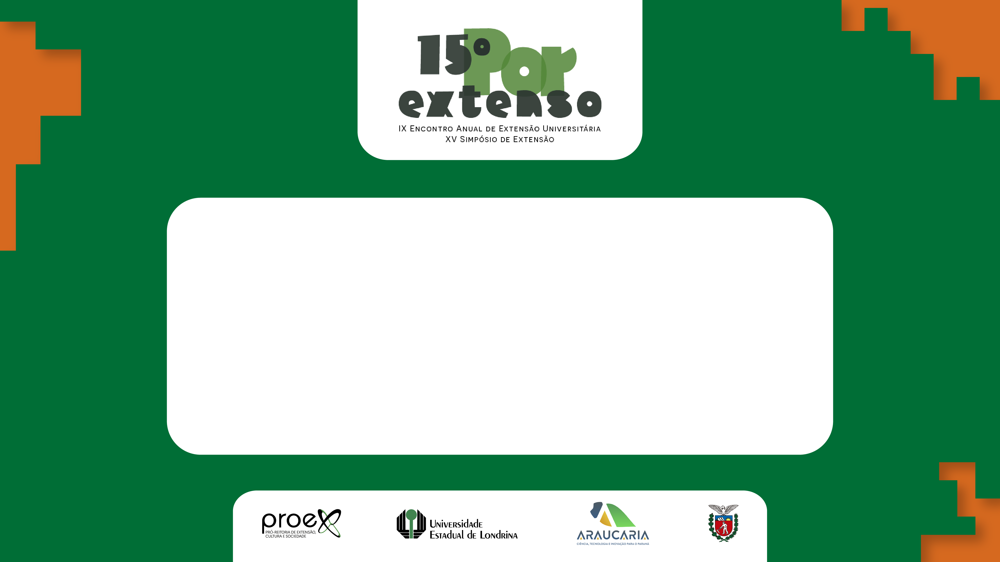 15º Por
extenso
IX Encontro Anual de Extensão Universitária
XV Simpósio de Extensão
proex
PRÓ-REITORIA DE EXTENSÃO,
CULTURA E SOCIEDADE
Universidade
Estadual de Londrina
ARAUCÁRIA
CIÊNCIA, TECNOLOGIA E INOVAÇÃO PARA O PARANÁ